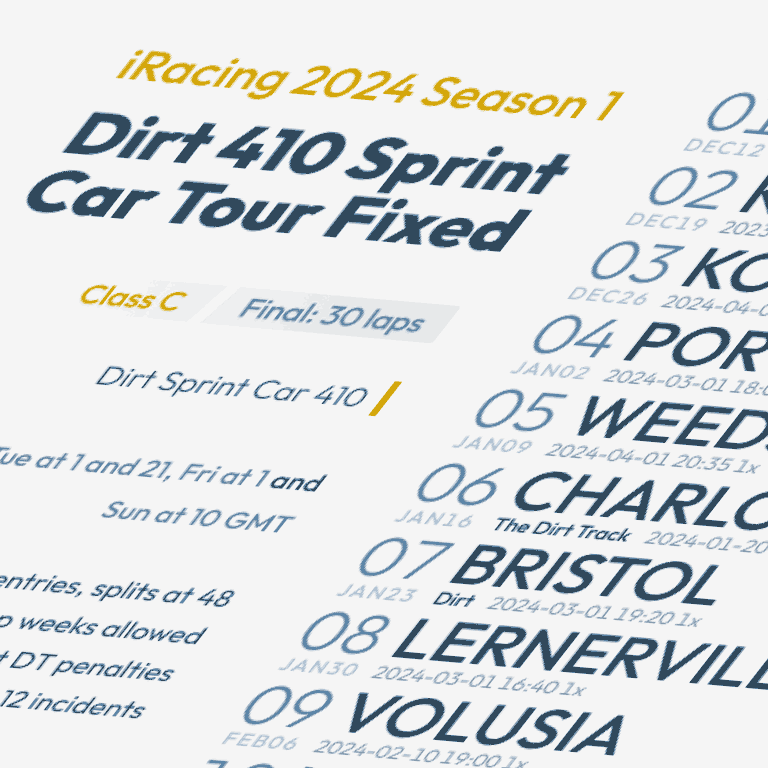 iRacing 2024 Season 1
Dirt 410 Sprint
Car Tour Fixed
Class C
Final: 30 laps
Dirt Sprint Car 410
Tue at 1 and 21, Fri at 1 and
Sun at 10 GMT
entries, splits at 48
weeks allowed
DT penalties
12 incidents
01
DEC12
02
DEC19
03 KO
DEC26
04 POR
JAN02 2024-03-01 18:
05 WEEDS
JAN09 2024-04-01 20:35 1x
06 CHARLO
JAN16 The Dirt Track 2024-01-20
07 BRISTOL
JAN23 Dirt 2024-03-01 19:20 1x
08 LERNERVILL
JAN30 2024-03-01 16:40 1x
09 VOLUSIA
FEB06 2024-02-10 19:00 1x